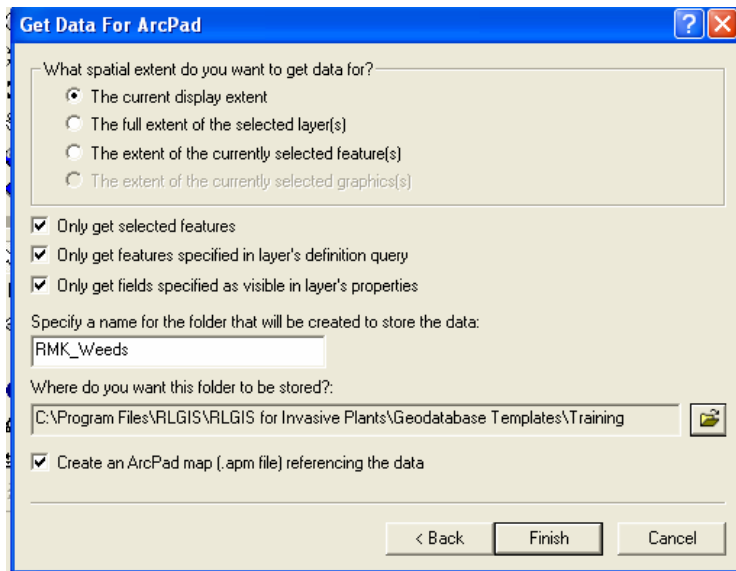 Get Data For ArcPad
What spatial extent do you want to get data for?
The current display extent
The full extent of the selected layer(s)
The extent of the currently selected feature(s)
The extent of the currently selected graphics(s)
Only get selected features
Only get features specified in layer's definition query
Only get fields specified as visible in layer's properties
Specify a name for the folder that will be created to store the data:
RMK_Weeds
Where do you want this folder to be stored?:
C:\Program Files\RLGIS\RLGIS for Invasive Plants\Geodatabase Templates\Training
Create an ArcPad map (.apm file) referencing the data
< Back Finish Cancel